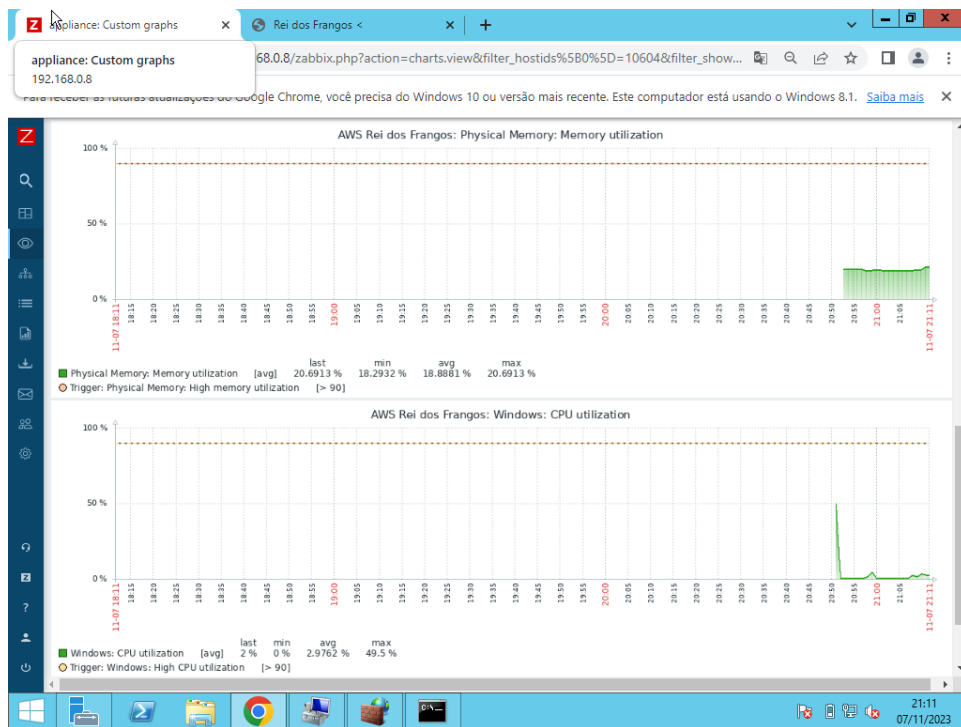 Z appliance: Custom graphs
Rei dos Frangos <
appliance: Custom graphs
192.168.0.8
68.0.8/zabbix.php?action=charts.view&filter_hostids%5B0%5D=10604&filter_show...
Para receber as futuras atualizações do Google Chrome, você precisa do Windows 10 ou versão mais recente. Este computador está usando o Windows 8.1. Saiba mais
Z
AWS Rei dos Frangos: Physical Memory: Memory utilization
100 %
50 %
0 %
11-07 18:11 18:15 18:20 18:25 18:30 18:35 18:40 18:45 18:50 18:55 19:00 19:05 19:10 19:15 19:20 19:25 19:30 19:35 19:40 19:45 19:50 19:55 20:00 20:05 20:10 20:15 20:20 20:25 20:30 20:35 20:40 20:45 20:50 20:55 21:00 21:05 11-07 21:11
last min avg max
Physical Memory: Memory utilization [avg] 20.6913 % 18.2932 % 18.8881 % 20.6913 %
Trigger: Physical Memory: High memory utilization [> 90]
AWS Rei dos Frangos: Windows: CPU utilization
100 %
50 %
0 %
11-07 18:11 18:15 18:20 18:25 18:30 18:35 18:40 18:45 18:50 18:55 19:00 19:05 19:10 19:15 19:20 19:25 19:30 19:35 19:40 19:45 19:50 19:55 20:00 20:05 20:10 20:15 20:20 20:25 20:30 20:35 20:40 20:45 20:50 20:55 21:00 21:05 11-07 21:11
last min avg max
Windows: CPU utilization [avg] 2 % 0 % 2.9762 % 49.5 %
Trigger: Windows: High CPU utilization [> 90]
Z
?
21:11
07/11/2023